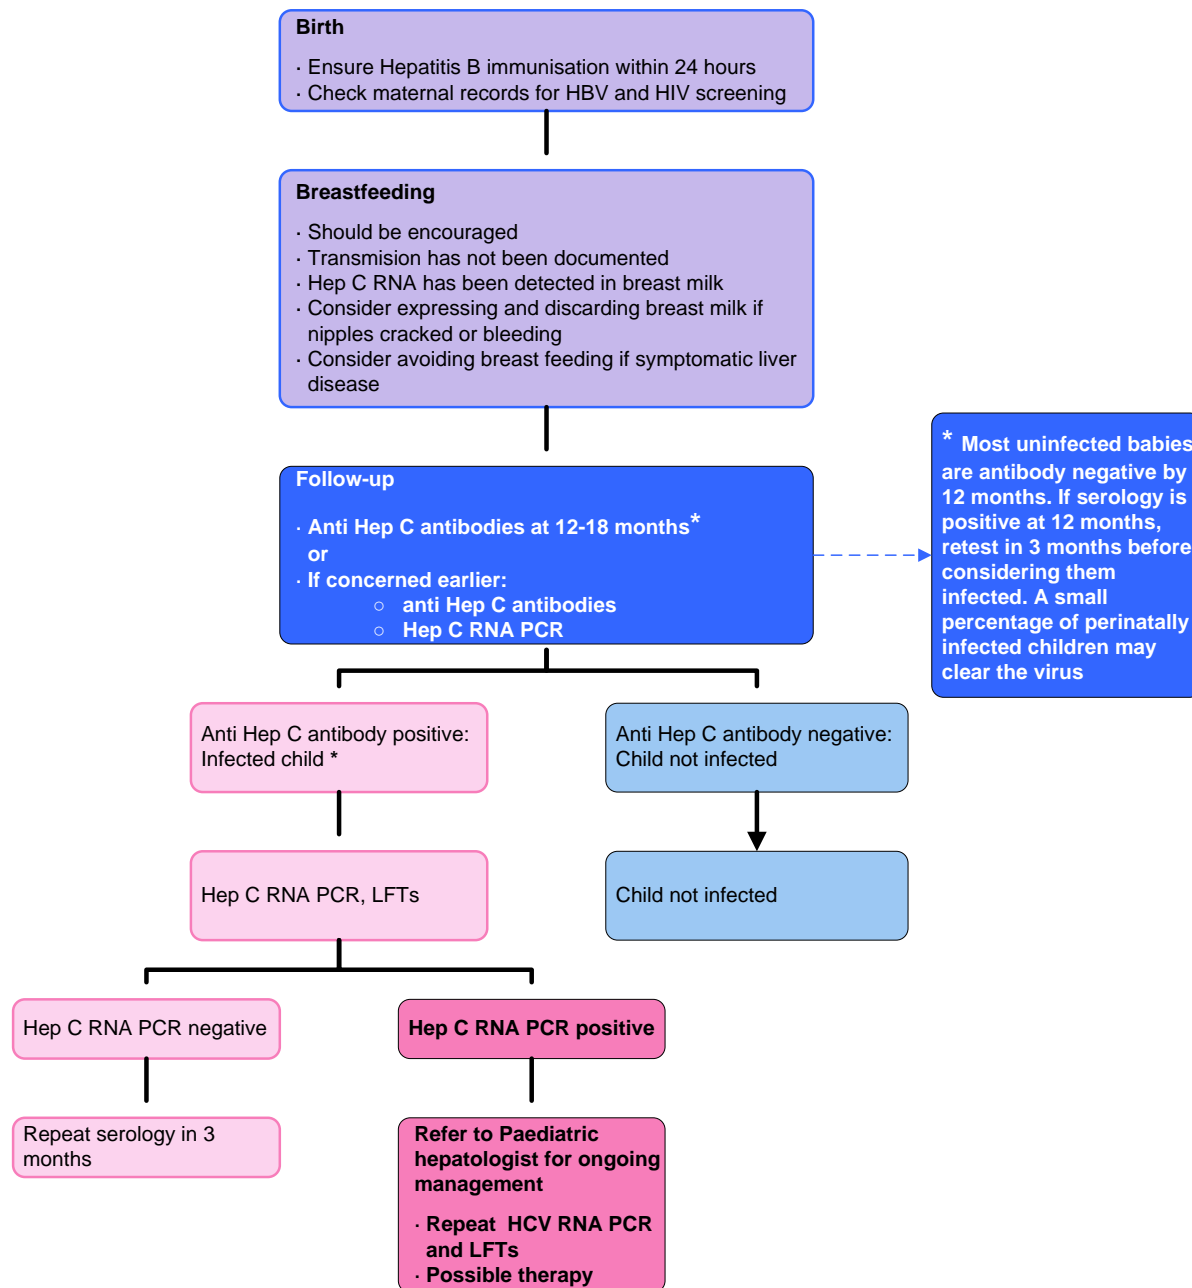 Birth
· Ensure Hepatitis B immunisation within 24 hours
· Check maternal records for HBV and HIV screening
Breastfeeding
· Should be encouraged
· Transmision has not been documented
· Hep C RNA has been detected in breast milk
· Consider expressing and discarding breast milk if
nipples cracked or bleeding
· Consider avoiding breast feeding if symptomatic liver
disease
Follow-up
· Anti Hep C antibodies at 12-18 months*
or
· If concerned earlier:
○ anti Hep C antibodies
○ Hep C RNA PCR
* Most uninfected babies
are antibody negative by
12 months. If serology is
positive at 12 months,
retest in 3 months before
considering them
infected. A small
percentage of perinatally
infected children may
clear the virus
Anti Hep C antibody positive:
Infected child *
Anti Hep C antibody negative:
Child not infected
Hep C RNA PCR, LFTs
Child not infected
Hep C RNA PCR negative
Hep C RNA PCR positive
Repeat serology in 3
months
Refer to Paediatric
hepatologist for ongoing
management
· Repeat HCV RNA PCR
and LFTs
· Possible therapy